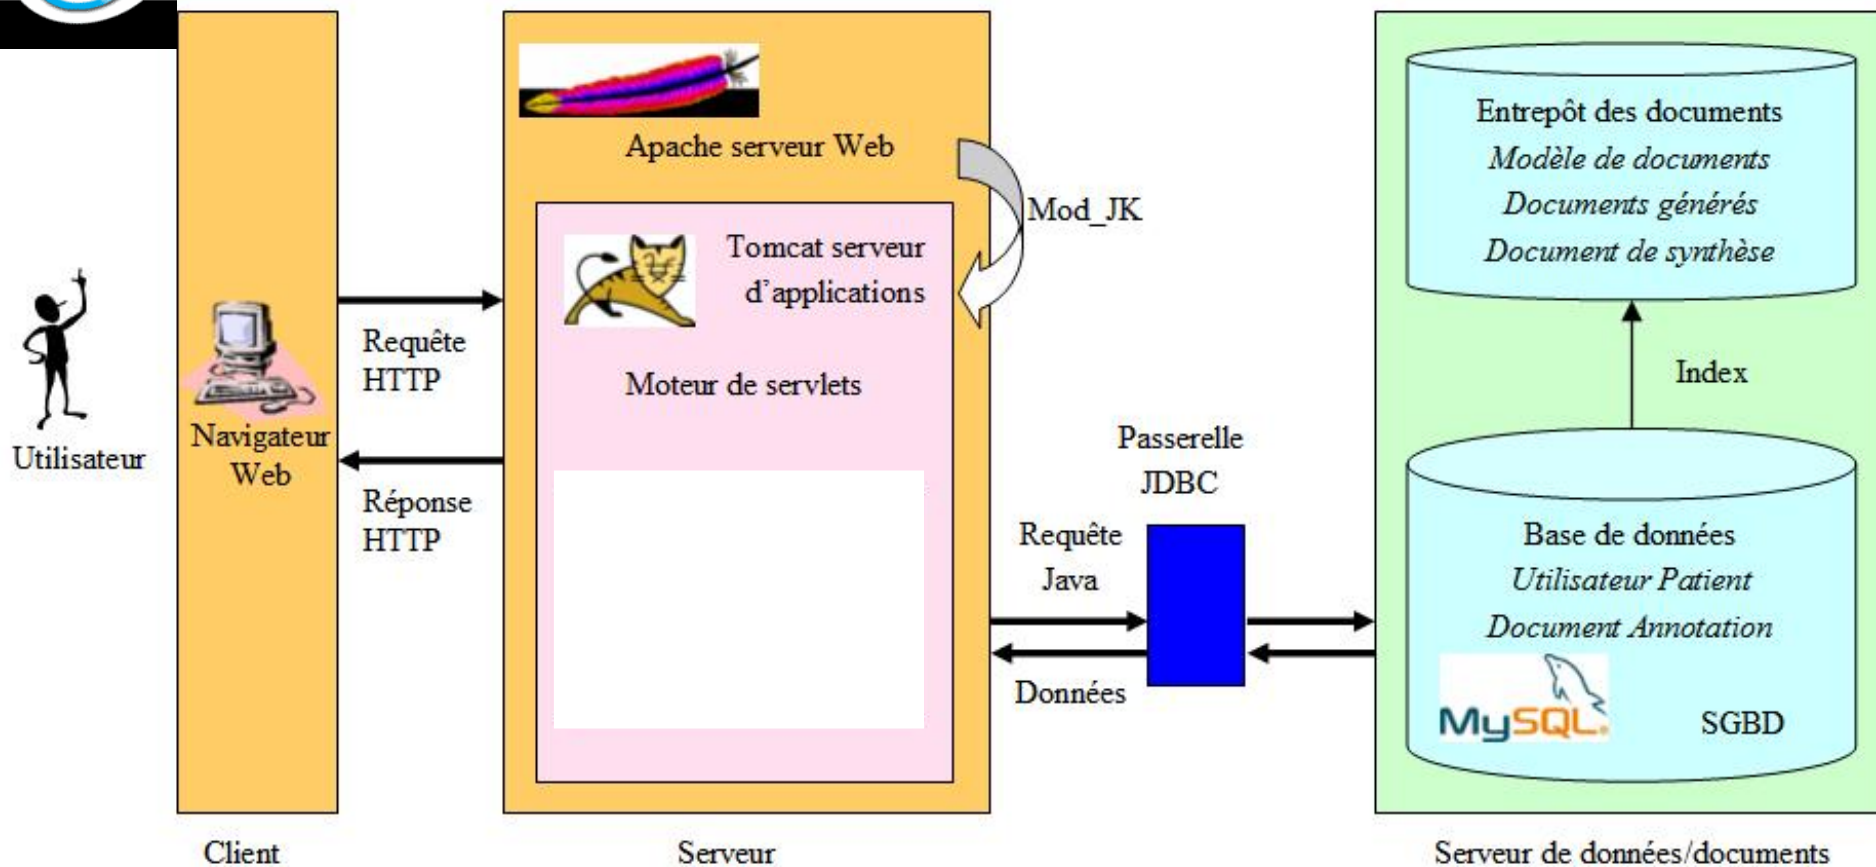 Utilisateur
Navigateur
Web
Client
Requête
HTTP
Réponse
HTTP
Apache serveur Web
Mod_JK
Tomcat serveur
d'applications
Moteur de servlets
Serveur
Passerelle
JDBC
Requête
Java
Données
Entrepôt des documents
Modèle de documents
Documents générés
Document de synthèse
Index
Base de données
Utilisateur Patient
Document Annotation
MySQL.
SGBD
Serveur de données/documents